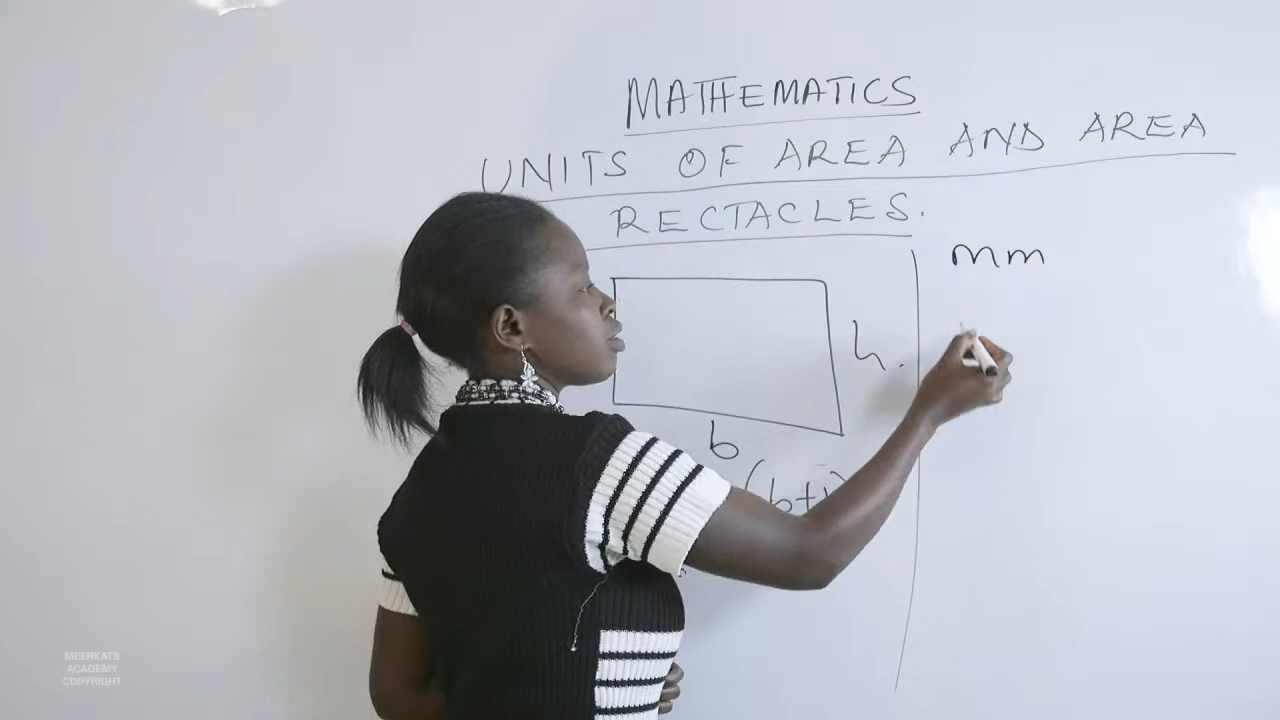 MATHEMATICS
UNITS OF AREA AND AREA
RECTACLES.
mm
h.
b
(b+
MEERKATS
ACADEMY
COPYRIGHT